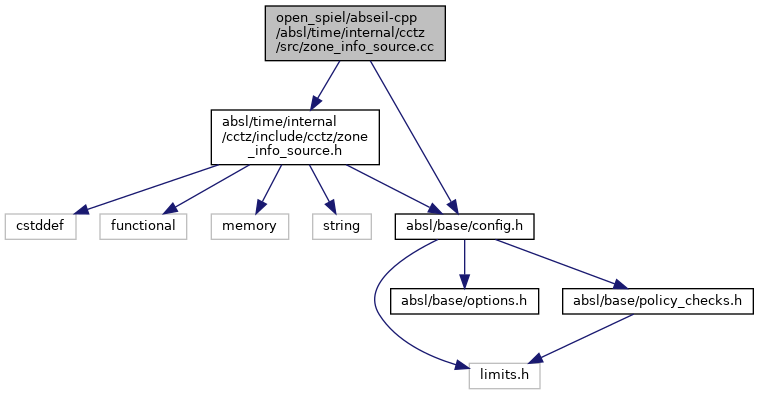 open_spiel/abseil-cpp
/absl/time/internal/cctz
/src/zone_info_source.cc
absl/time/internal
/cctz/include/cctz/zone
_info_source.h
cstddef
functional
memory
string
absl/base/config.h
absl/base/options.h
absl/base/policy_checks.h
limits.h